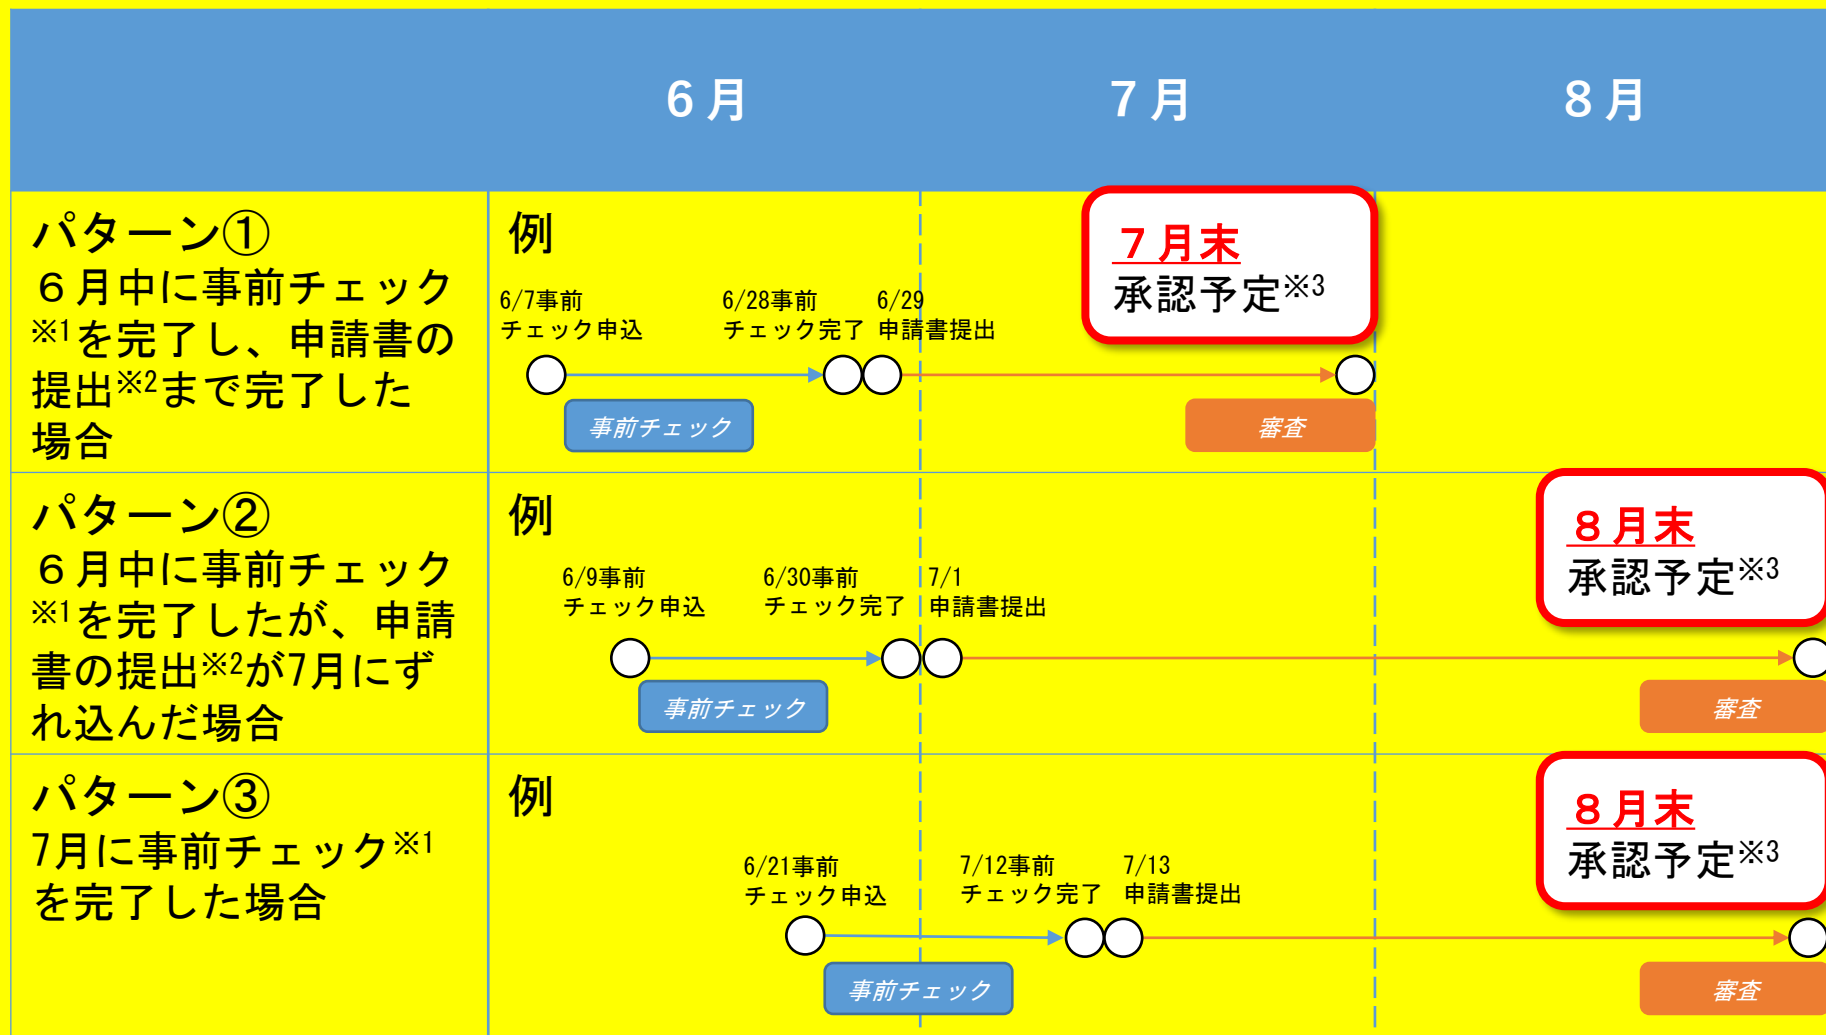 ６月
７月
８月
パターン①
６月中に事前チェック
※1を完了し、申請書の
提出※2まで完了した
場合
例
6/7事前
チェック申込
6/28事前
チェック完了
6/29
申請書提出
７月末
承認予定※3
事前チェック
審査
パターン②
６月中に事前チェック
※1を完了したが、申請
書の提出※2が7月にず
れ込んだ場合
例
6/9事前
チェック申込
6/30事前
チェック完了
7/1
申請書提出
８月末
承認予定※3
事前チェック
審査
パターン③
7月に事前チェック※1
を完了した場合
例
6/21事前
チェック申込
7/12事前
チェック完了
7/13
申請書提出
８月末
承認予定※3
事前チェック
審査